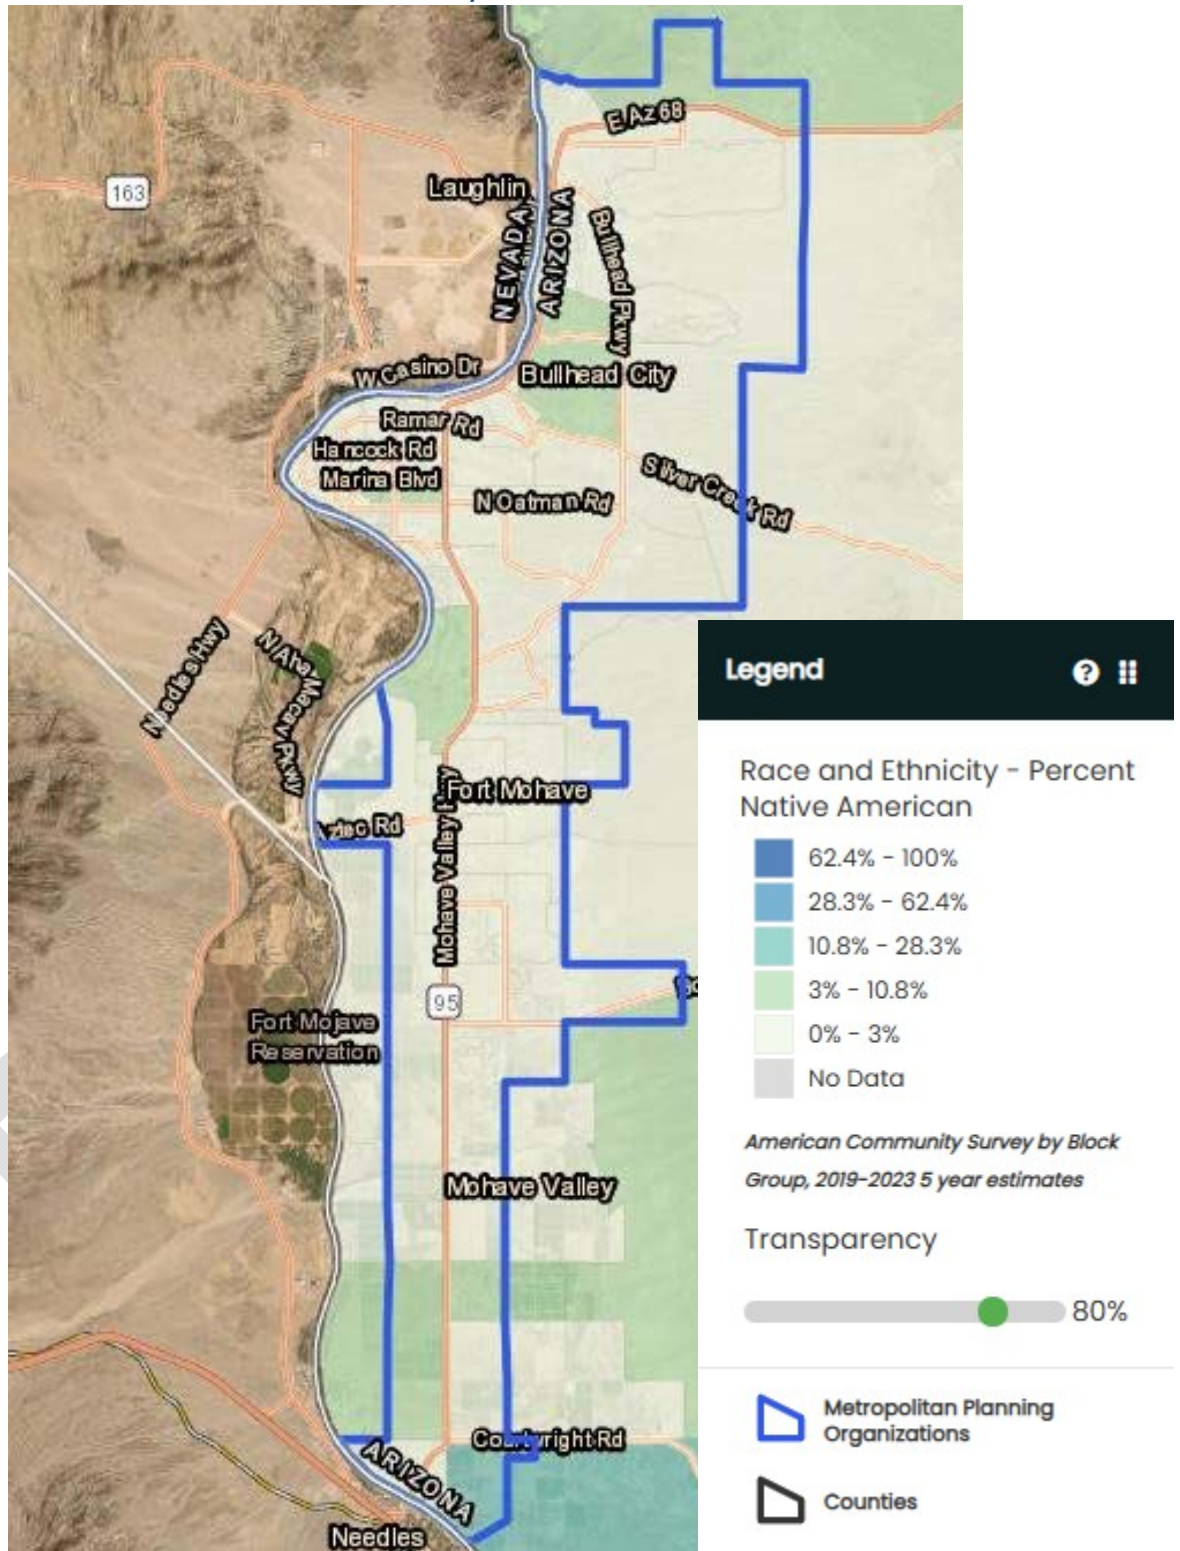 E Az 68
163
Laughlin
NEVADA
ARIZONA
Bullhead Pkwy
W Casino Dr
Bullhead City
Ramar Rd
Hancock Rd
Marina Blvd
N Oatman Rd
Silver Creek Rd
Needles Hwy
N Aha Macav Pkwy
Fort Mohave
Aztec Rd
Mohave Valley Hwy
95
Fort Mojave
Reservation
Mohave Valley
Courtwright Rd
ARIZONA
Needles
Legend
?
Race and Ethnicity - Percent
Native American
62.4% - 100%
28.3% - 62.4%
10.8% - 28.3%
3% - 10.8%
0% - 3%
No Data
American Community Survey by Block
Group, 2019-2023 5 year estimates
Transparency
80%
Metropolitan Planning
Organizations
Counties